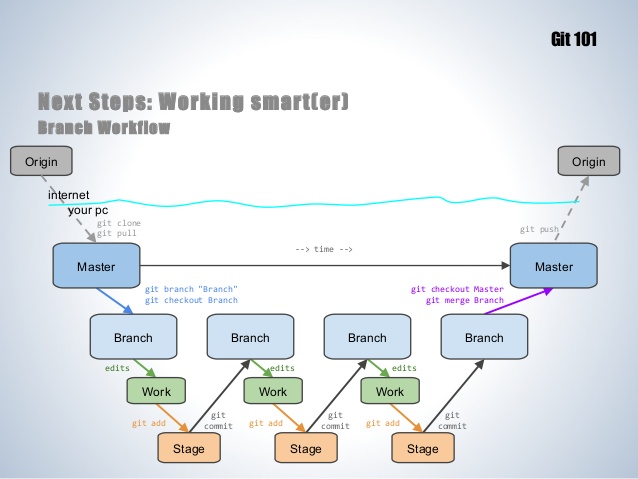 Git 101
Next Steps: Working smart(er)
Branch Workflow
Origin
Origin
internet
your pc
git clone
git pull
git push
--> time -->
Master
Master
git branch "Branch"
git checkout Branch
git checkout Master
git merge Branch
Branch
Branch
Branch
Branch
edits
edits
edits
Work
Work
Work
git add
git
commit
git add
git
commit
git add
git
commit
Stage
Stage
Stage